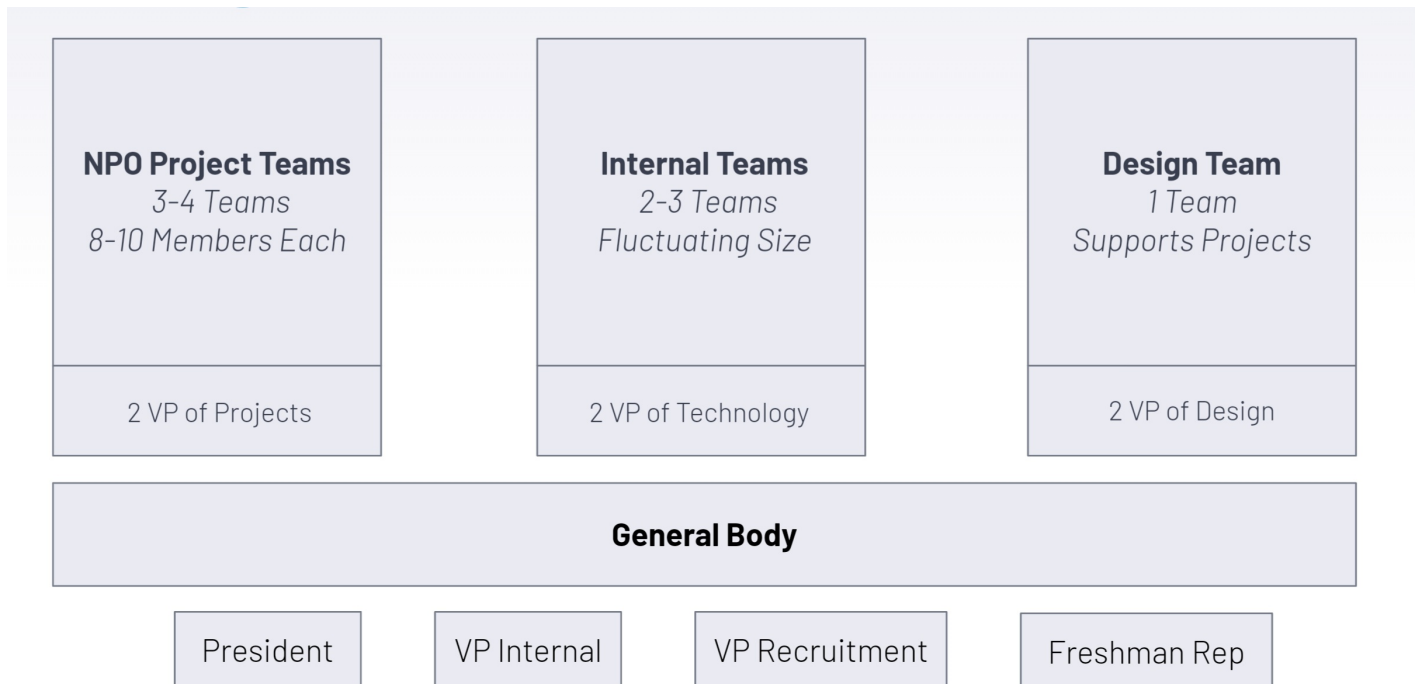 NPO Project Teams
3-4 Teams
8-10 Members Each
2 VP of Projects
Internal Teams
2-3 Teams
Fluctuating Size
2 VP of Technology
Design Team
1 Team
Supports Projects
2 VP of Design
General Body
President
VP Internal
VP Recruitment
Freshman Rep